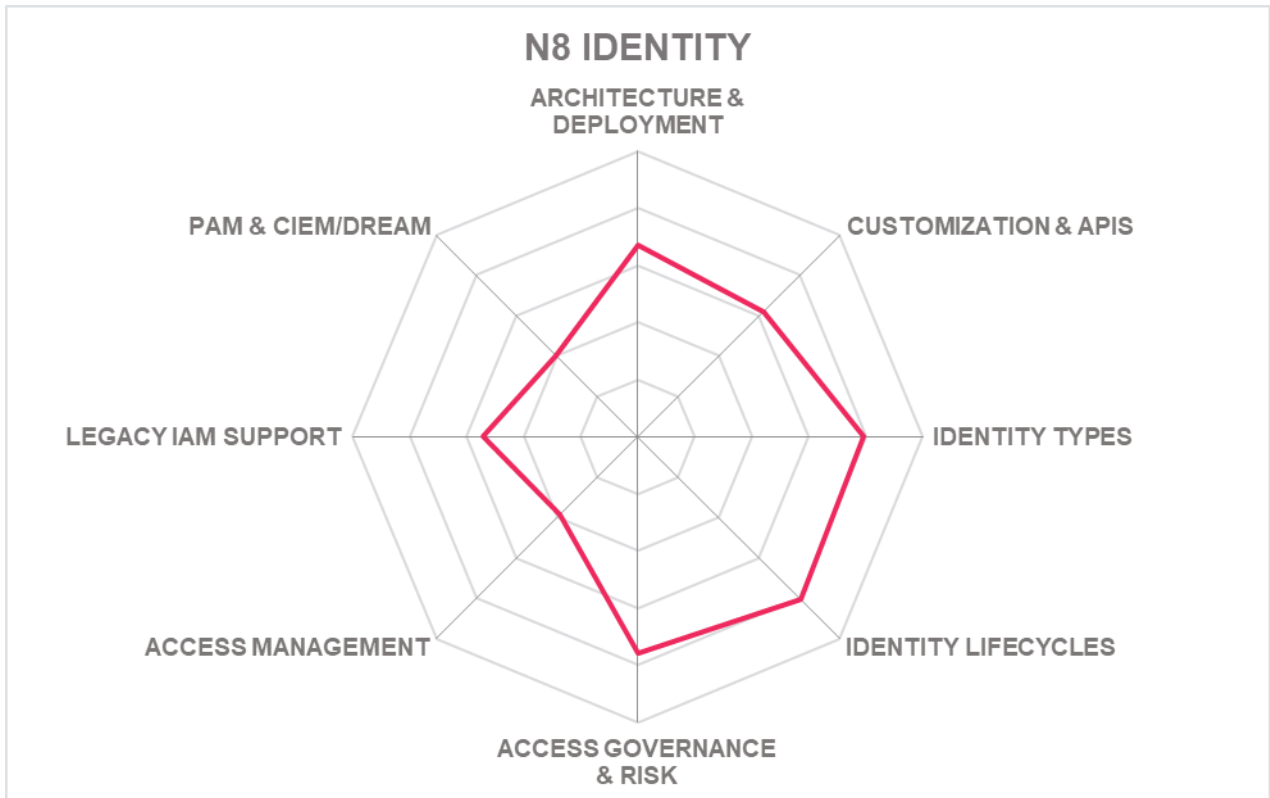 N8 IDENTITY
ARCHITECTURE &
DEPLOYMENT
PAM & CIEM/DREAM
CUSTOMIZATION & APIS
LEGACY IAM SUPPORT
IDENTITY TYPES
ACCESS MANAGEMENT
IDENTITY LIFECYCLES
ACCESS GOVERNANCE
& RISK